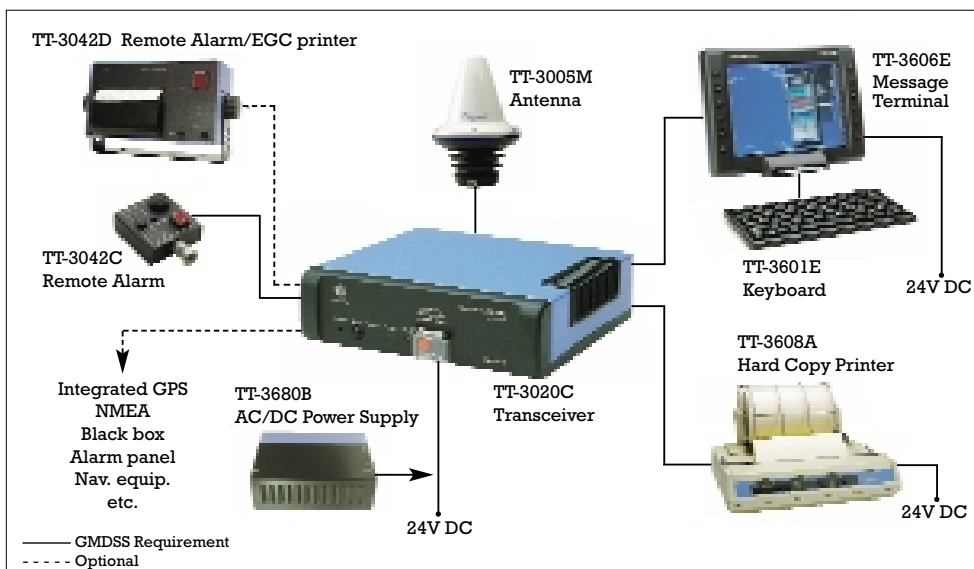 TT-3042D Remote Alarm/EGC printer
TT-3005M
Antenna
TT-3606E
Message
Terminal
TT-3042C
Remote Alarm
TT-3601E
Keyboard
24V DC
TT-3608A
Hard Copy Printer
Integrated GPS
NMEA
Black box
Alarm panel
Nav. equip.
etc.
TT-3680B
AC/DC Power Supply
TT-3020C
Transceiver
24V DC
24V DC
GMDSS Requirement
Optional